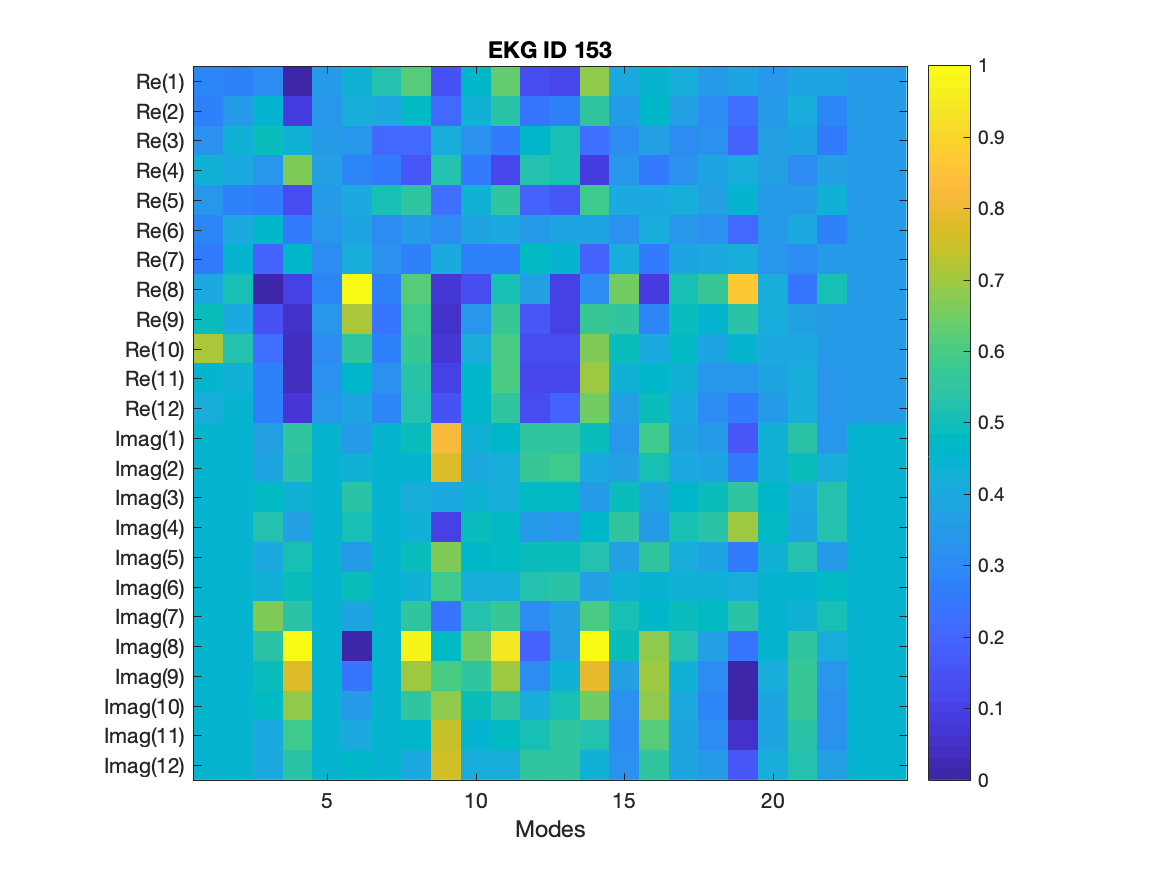 EKG ID 153
Re(1)
Re(2)
Re(3)
Re(4)
Re(5)
Re(6)
Re(7)
Re(8)
Re(9)
Re(10)
Re(11)
Re(12)
Imag(1)
Imag(2)
Imag(3)
Imag(4)
Imag(5)
Imag(6)
Imag(7)
Imag(8)
Imag(9)
Imag(10)
Imag(11)
Imag(12)
5 10 15 20
Modes
1
0.9
0.8
0.7
0.6
0.5
0.4
0.3
0.2
0.1
0